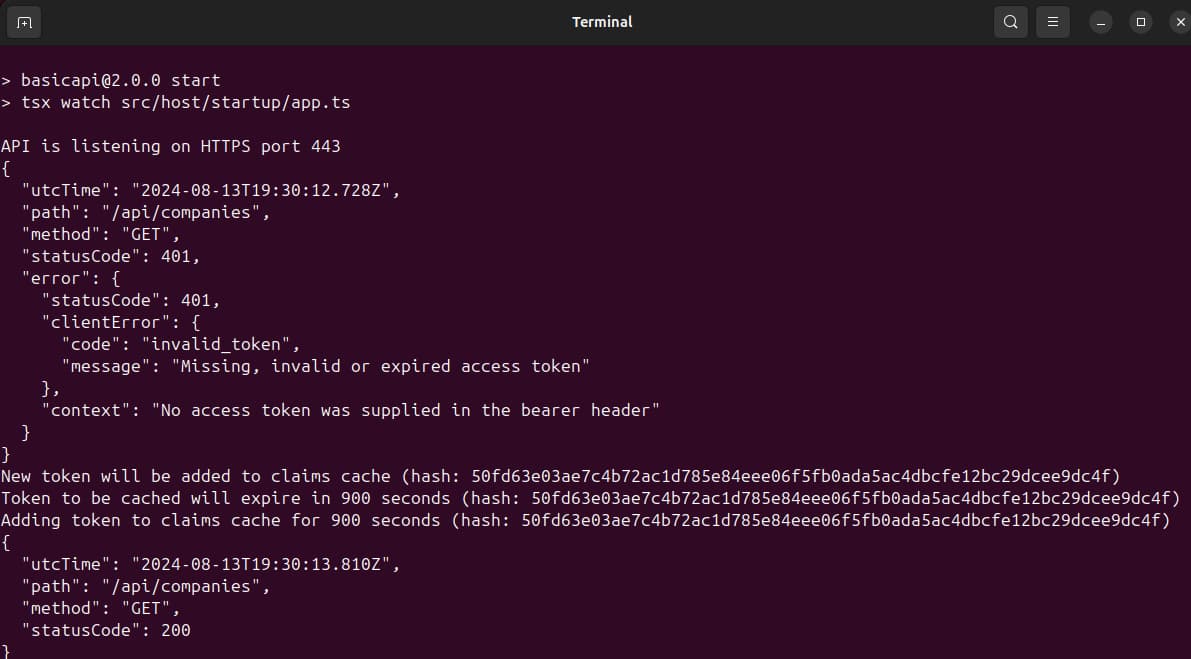 Terminal
> basicapi@2.0.0 start
> tsx watch src/host/startup/app.ts
API is listening on HTTPS port 443
{
  "utcTime": "2024-08-13T19:30:12.728Z",
  "path": "/api/companies",
  "method": "GET",
  "statusCode": 401,
  "error": {
    "statusCode": 401,
    "clientError": {
      "code": "invalid_token",
      "message": "Missing, invalid or expired access token"
    },
    "context": "No access token was supplied in the bearer header"
  }
}
New token will be added to claims cache (hash: 50fd63e03ae7c4b72ac1d785e84eee06f5fb0ada5ac4dbcfe12bc29dcee9dc4f)
Token to be cached will expire in 900 seconds (hash: 50fd63e03ae7c4b72ac1d785e84eee06f5fb0ada5ac4dbcfe12bc29dcee9dc4f)
Adding token to claims cache for 900 seconds (hash: 50fd63e03ae7c4b72ac1d785e84eee06f5fb0ada5ac4dbcfe12bc29dcee9dc4f)
{
  "utcTime": "2024-08-13T19:30:13.810Z",
  "path": "/api/companies",
  "method": "GET",
  "statusCode": 200
}